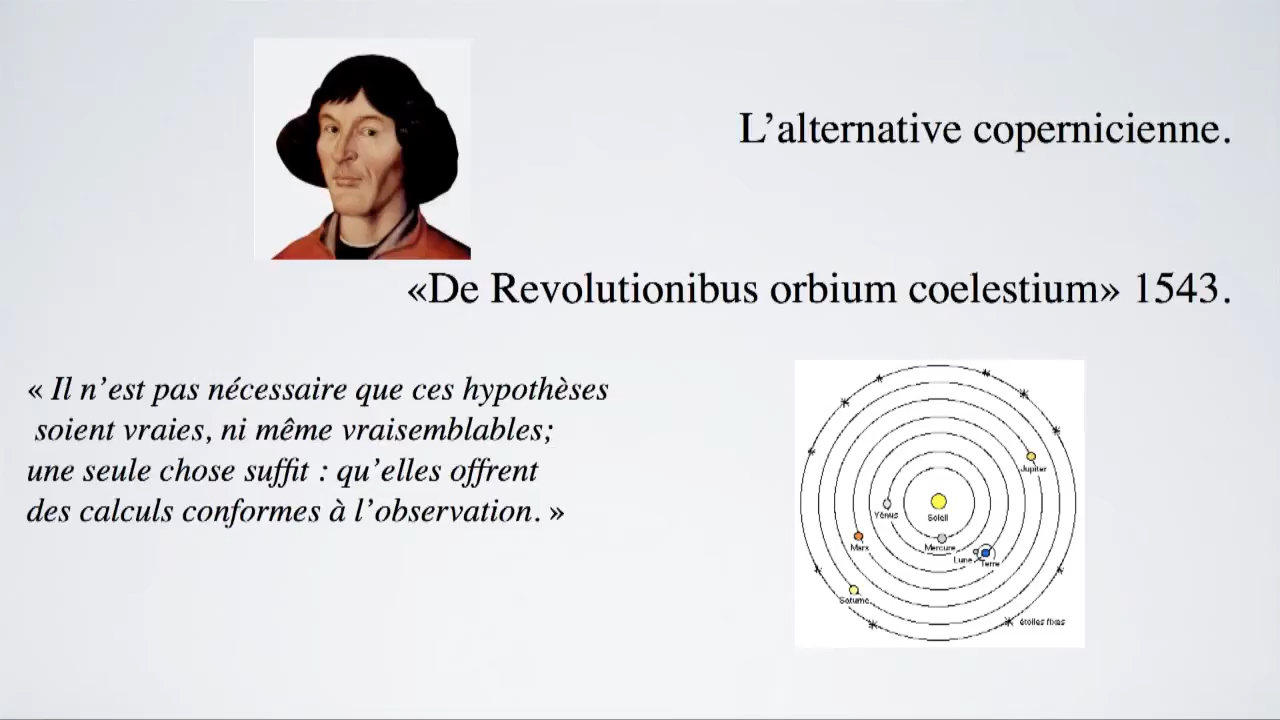 L’alternative copernicienne.
«De Revolutionibus orbium coelestium» 1543.
« Il n’est pas nécessaire que ces hypothèses
soient vraies, ni même vraisemblables;
une seule chose suffit : qu’elles offrent
des calculs conformes à l’observation. »
Jupiter
Vénus
Soleil
Mars
Mercure
Lune
Terre
Saturne
étoiles fixes